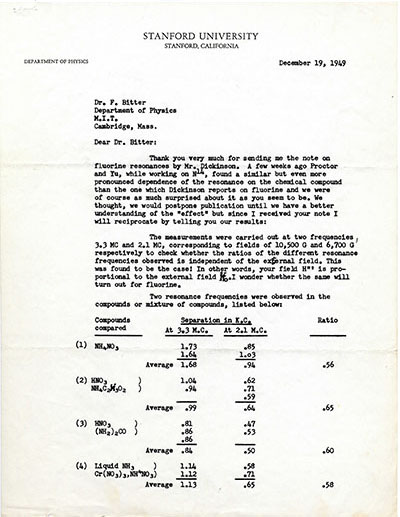 STANFORD UNIVERSITY
STANFORD, CALIFORNIA
DEPARTMENT OF PHYSICS
December 19, 1949
Dr. F. Bitter
Department of Physics
M.I.T.
Cambridge, Mass.
Dear Dr. Bitter:
Thank you very much for sending me the note on
fluorine resonances by Mr. Dickinson. A few weeks ago Proctor
and Yu, while working on N14, found a similar but even more
pronounced dependence of the resonance on the chemical compound
than the one which Dickinson reports on fluorine and we were
of course as much surprised about it as you seem to be. We
thought, we would postpone publication until we have a better
understanding of the "effect" but since I received your note I
will reciprocate by telling you our results:
The measurements were carried out at two frequencies
3.3 MC and 2.1 MC, corresponding to fields of 10,500 G and 6,700 G
respectively to check whether the ratios of the different resonance
frequencies observed is independent of the external field. This
was found to be the case! In other words, your field H"' is pro-
portional to the external field H₀. I wonder whether the same will
turn out for fluorine.
Two resonance frequencies were observed in the
compounds or mixture of compounds, listed below:
Compounds Separation in K.C. Ratio
compared At 3.3 M.C. At 2.1 M.C.
(1) NH4NO3 1.73 .85
1.64 1.03
Average 1.68 .94 .56
(2) HNO3 ) 1.04 .62
NH4C2H3O2 ) .94 .71
.59
Average .99 .64 .65
(3) HNO3 ) .81 .47
(NH2)2CO ) .86 .53
.86
Average .84 .50 .60
(4) Liquid NH3 ) 1.14 .58
Cr(NO3)3,NH4NO3) 1.12 .71
Average 1.13 .65 .58